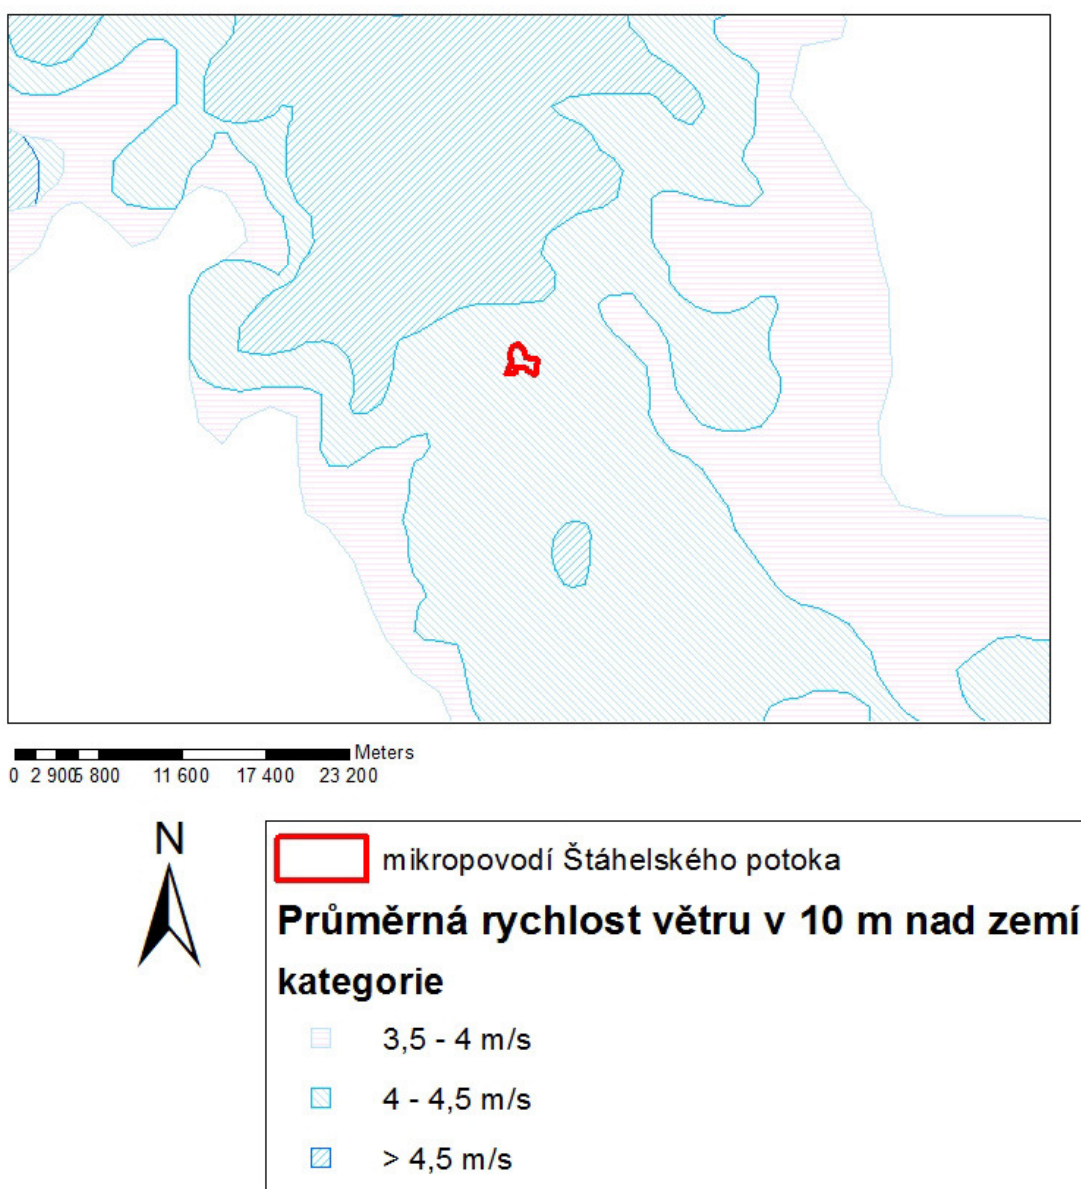 Meters
0 2 900 5 800 11 600 17 400 23 200
N
mikropovodí Štáhelského potoka
Průměrná rychlost větru v 10 m nad zemí
kategorie
3,5 - 4 m/s
4 - 4,5 m/s
> 4,5 m/s